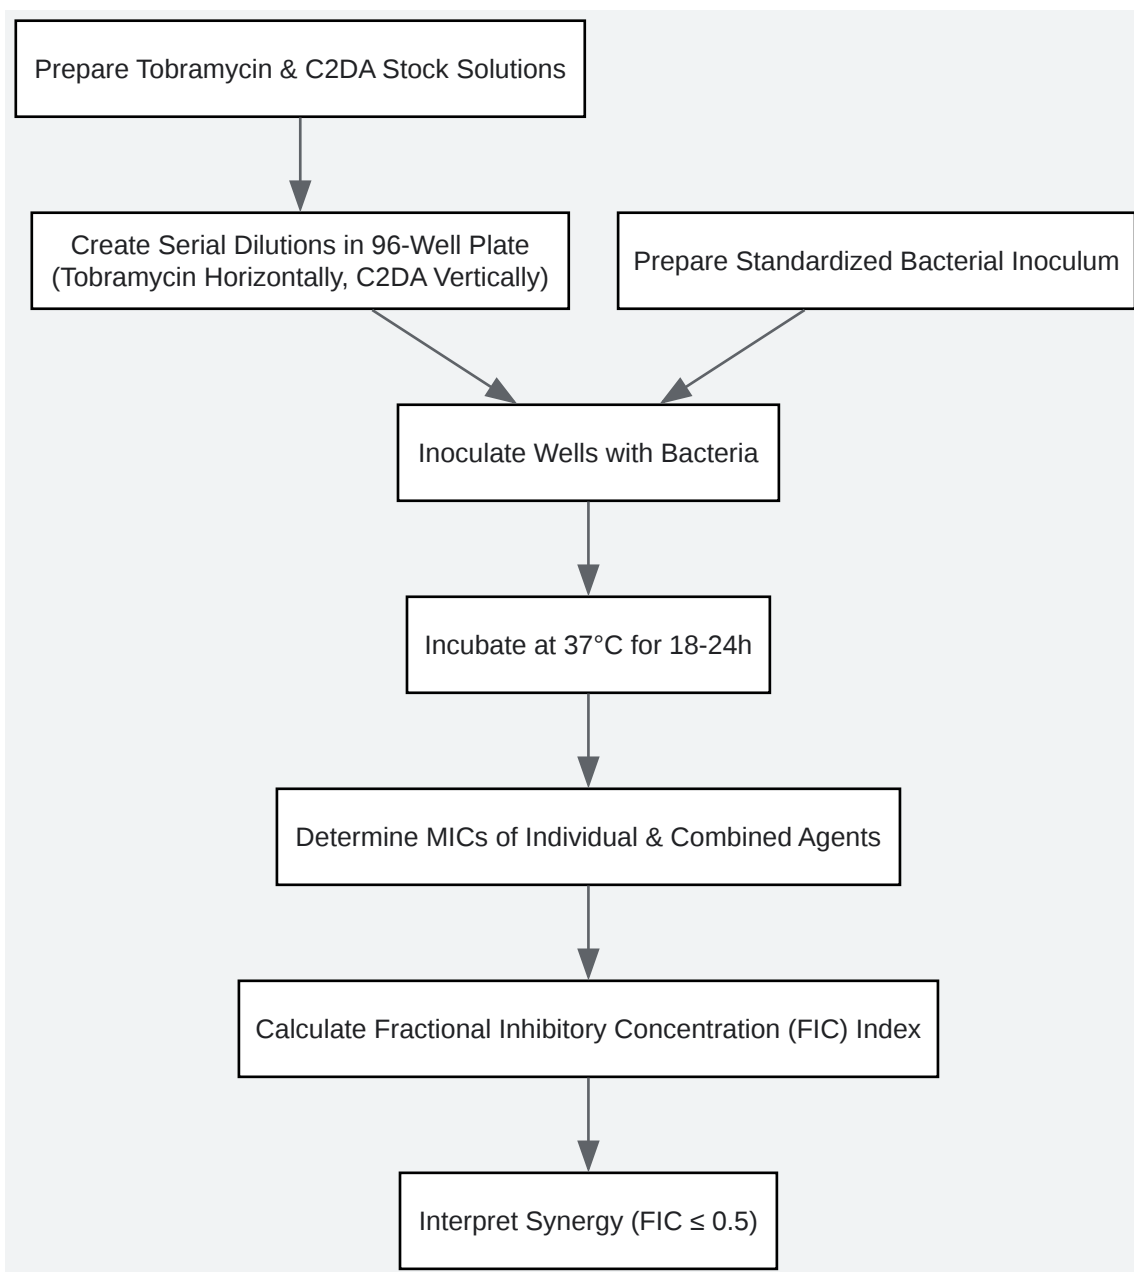 Prepare Tobramycin & C2DA Stock Solutions
Create Serial Dilutions in 96-Well Plate
(Tobramycin Horizontally, C2DA Vertically)
Prepare Standardized Bacterial Inoculum
Inoculate Wells with Bacteria
Incubate at 37°C for 18-24h
Determine MICs of Individual & Combined Agents
Calculate Fractional Inhibitory Concentration (FIC) Index
Interpret Synergy (FIC ≤ 0.5)